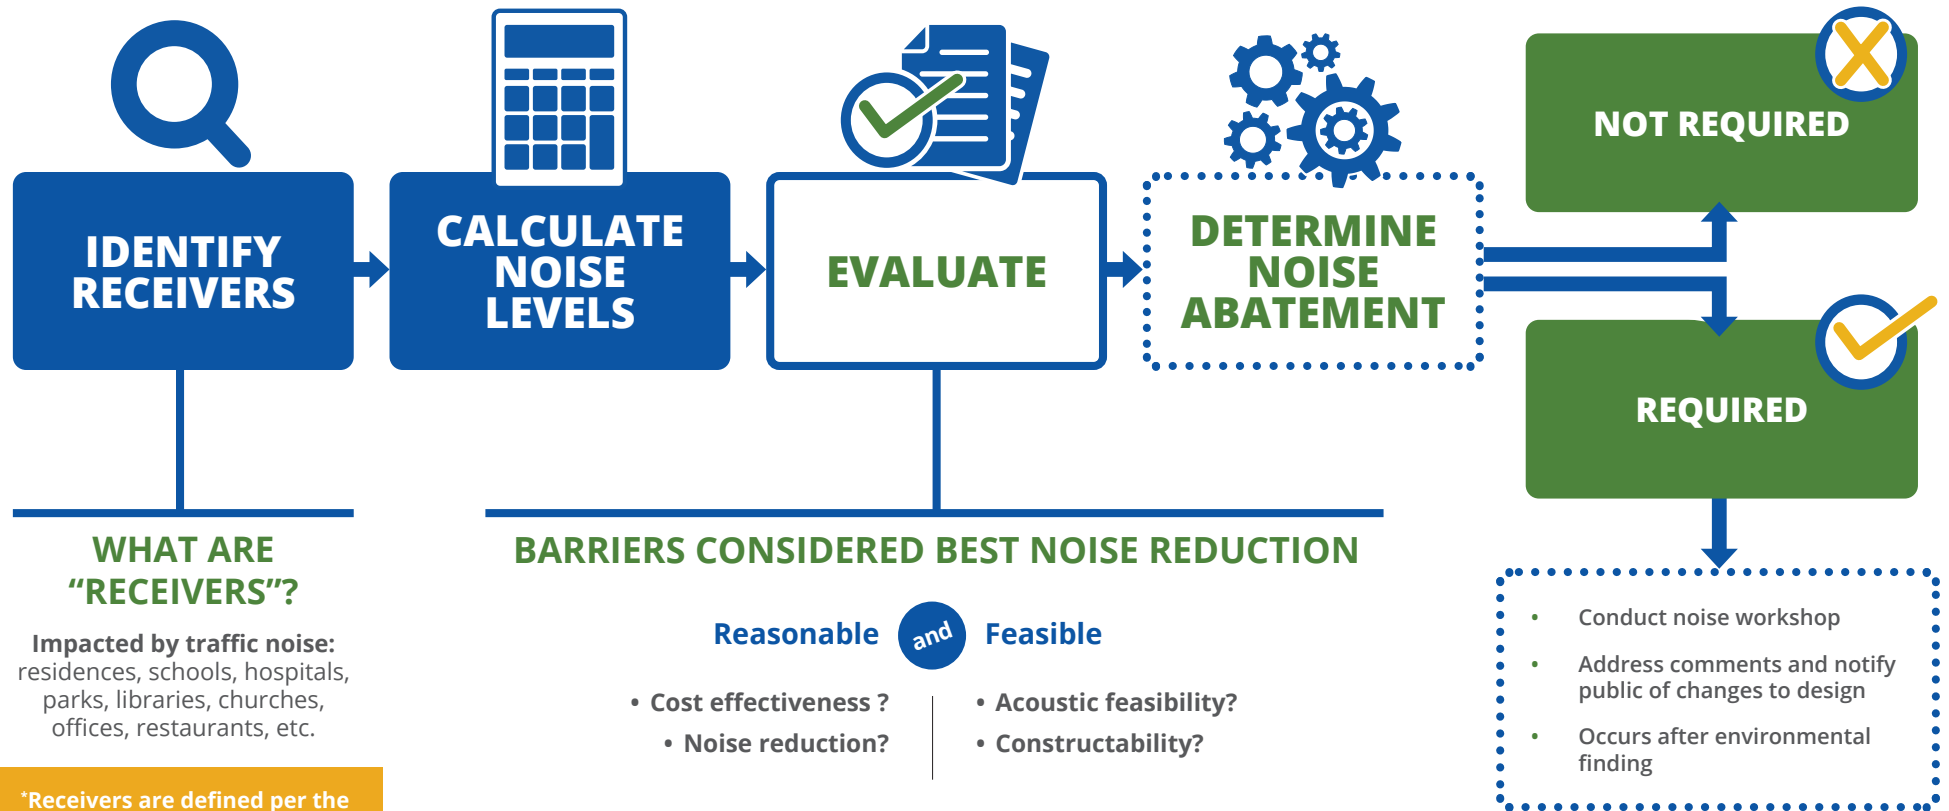 IDENTIFY
RECEIVERS
CALCULATE
NOISE
LEVELS
EVALUATE
DETERMINE
NOISE
ABATEMENT
NOT REQUIRED
REQUIRED
WHAT ARE
“RECEIVERS”?
Impacted by traffic noise:
residences, schools, hospitals,
parks, libraries, churches,
offices, restaurants, etc.
*Receivers are defined per the
BARRIERS CONSIDERED BEST NOISE REDUCTION
Reasonable and Feasible
• Cost effectiveness ?
• Noise reduction?
• Acoustic feasibility?
• Constructability?
• Conduct noise workshop
• Address comments and notify
public of changes to design
• Occurs after environmental
finding